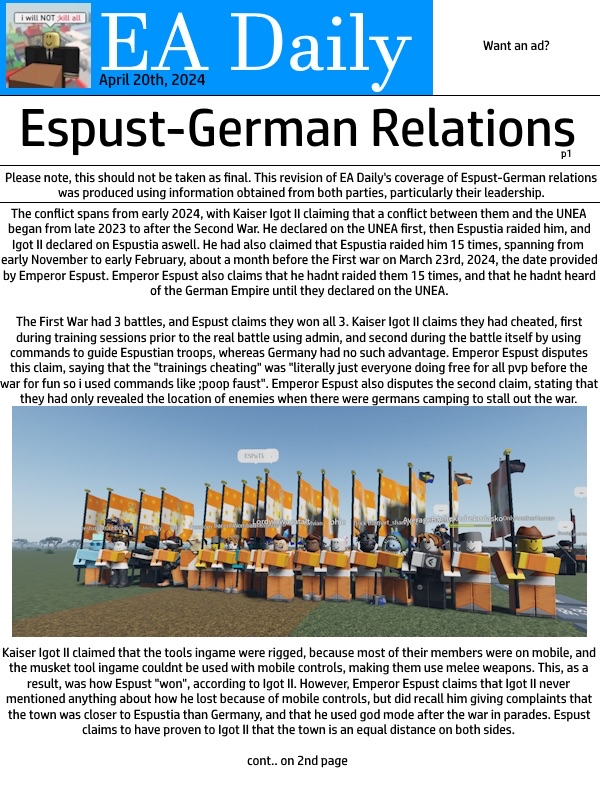 i will NOT ;kill all
EA Daily
April 20th, 2024
Want an ad?
Espust-German Relations
p1
Please note, this should not be taken as final. This revision of EA Daily's coverage of Espust-German relations
was produced using information obtained from both parties, particularly their leadership.
The conflict spans from early 2024, with Kaiser Igot II claiming that a conflict between them and the UNEA
began from late 2023 to after the Second War. He declared on the UNEA first, then Espustia raided him, and
Igot II declared on Espustia aswell. He had also claimed that Espustia raided him 15 times, spanning from
early November to early February, about a month before the First war on March 23rd, 2024, the date provided
by Emperor Espust. Emperor Espust also claims that he hadnt raided them 15 times, and that he hadnt heard
of the German Empire until they declared on the UNEA.
The First War had 3 battles, and Espust claims they won all 3. Kaiser Igot II claims they had cheated, first
during training sessions prior to the real battle using admin, and second during the battle itself by using
commands to guide Espustian troops, whereas Germany had no such advantage. Emperor Espust disputes
this claim, saying that the "trainings cheating" was "literally just everyone doing free for all pvp before the
war for fun so i used commands like ;poop faust". Emperor Espust also disputes the second claim, stating that
they had only revealed the location of enemies when there were germans camping to stall out the war.
Kaiser Igot II claimed that the tools ingame were rigged, because most of their members were on mobile, and
the musket tool ingame couldnt be used with mobile controls, making them use melee weapons. This, as a
result, was how Espust "won", according to Igot II. However, Emperor Espust claims that Igot II never
mentioned anything about how he lost because of mobile controls, but did recall him giving complaints that
the town was closer to Espustia than Germany, and that he used god mode after the war in parades. Espust
claims to have proven to Igot II that the town is an equal distance on both sides.
cont.. on 2nd page